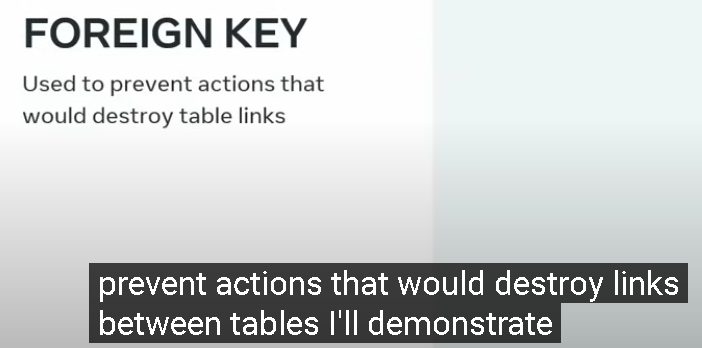 FOREIGN KEY
Used to prevent actions that
would destroy table links
prevent actions that would destroy links
between tables I'll demonstrate